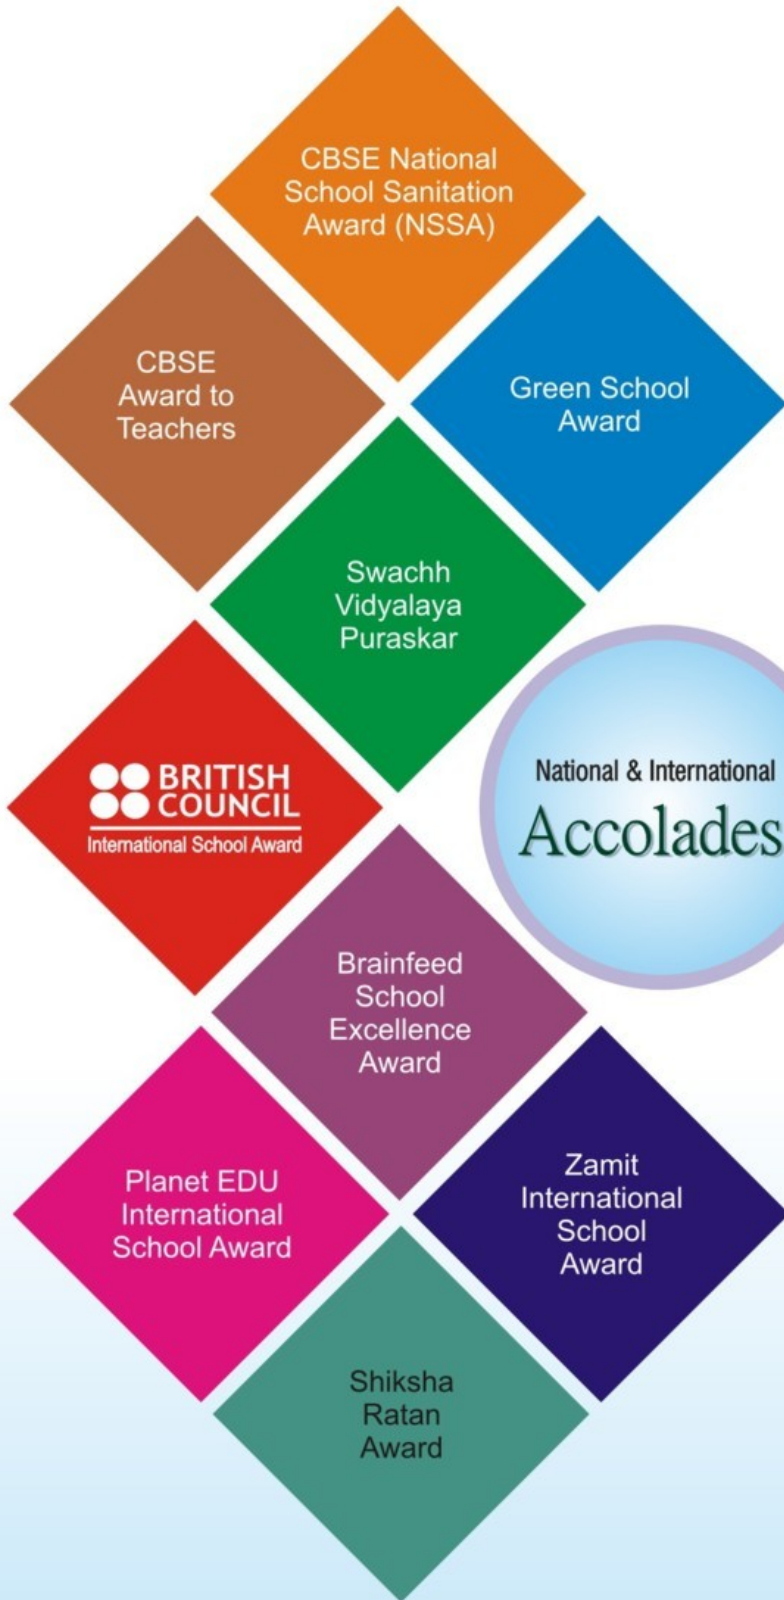 CBSE National
School Sanitation
Award (NSSA)
CBSE
Award to
Teachers
Green School
Award
Swachh
Vidyalaya
Puraskar
BRITISH
COUNCIL
International School Award
National & International
Accolades
Brainfeed
School
Excellence
Award
Planet EDU
International
School Award
Zamit
International
School
Award
Shiksha
Ratan
Award